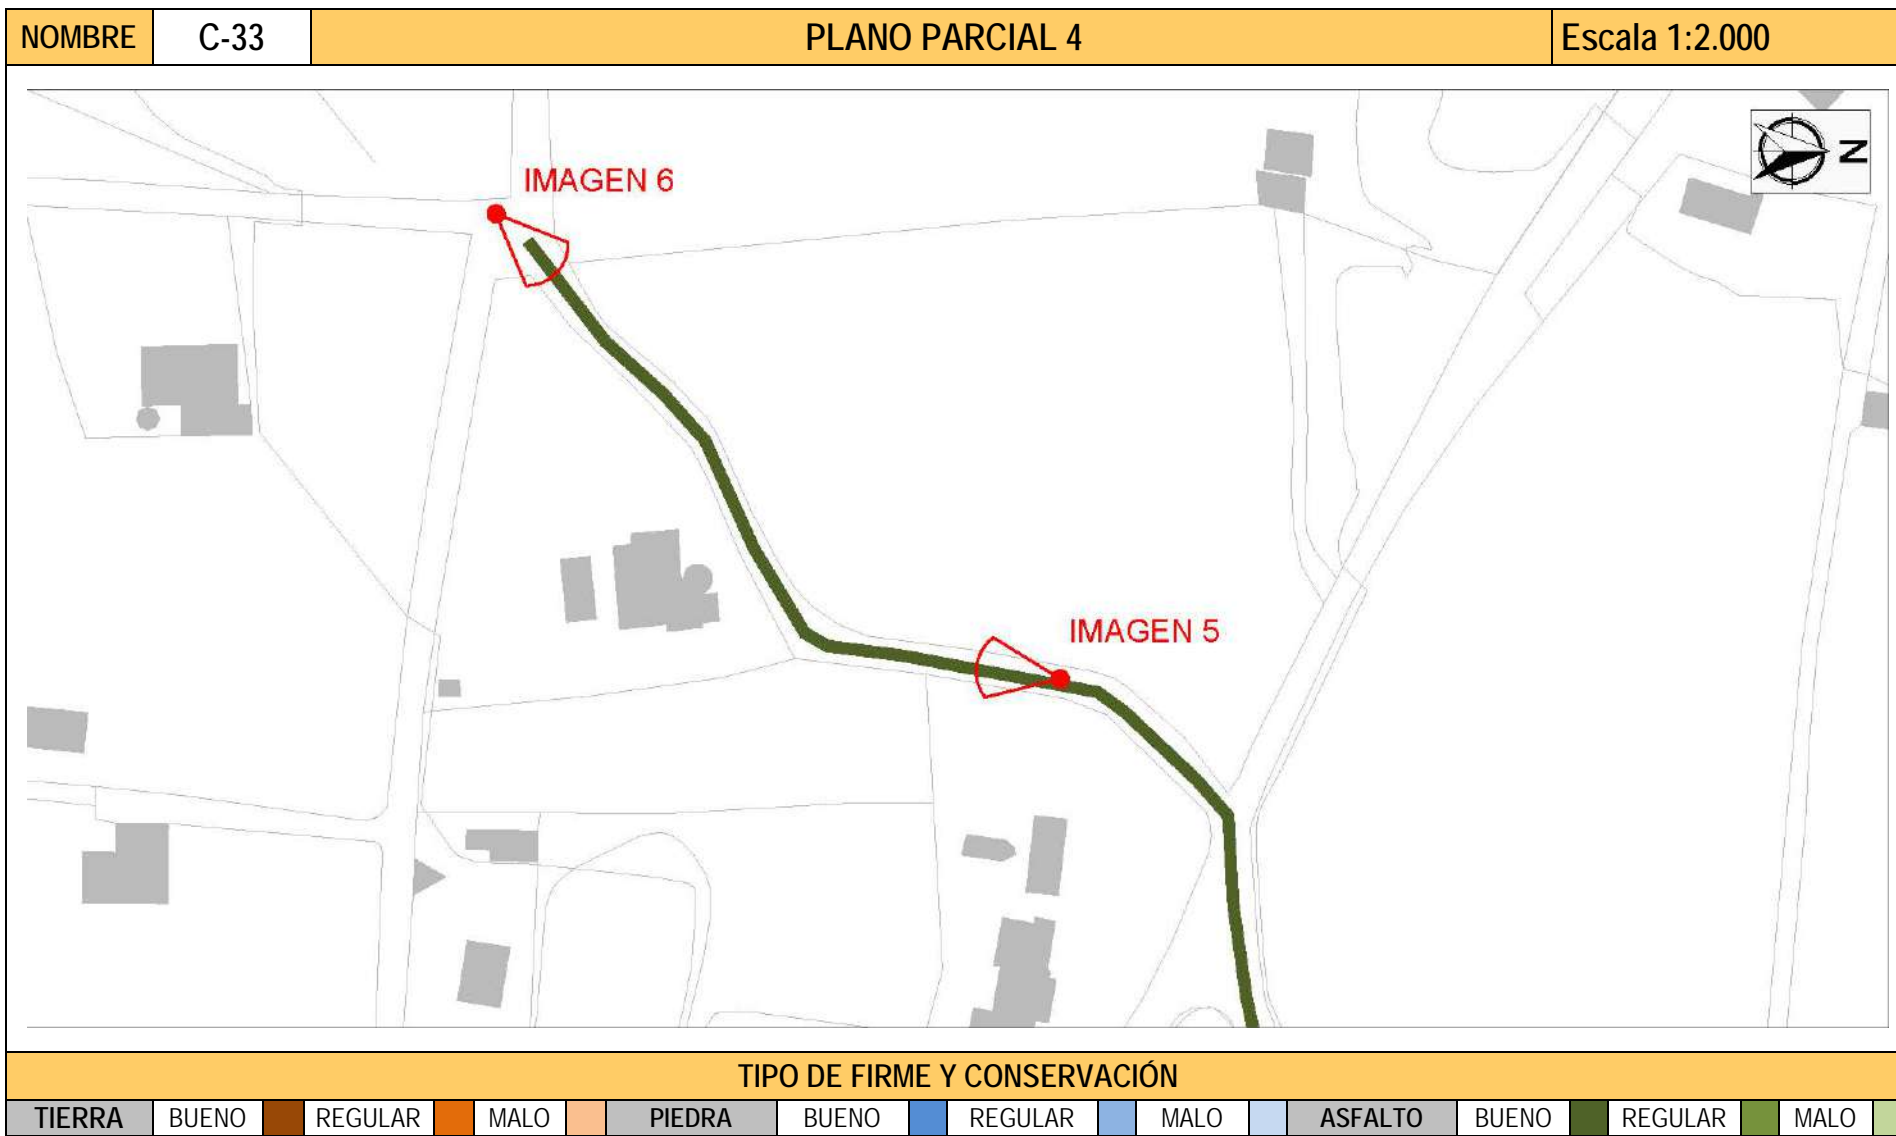 NOMBRE C-33 PLANO PARCIAL 4 Escala 1:2.000
N
IMAGEN 6
IMAGEN 5
TIPO DE FIRME Y CONSERVACIÓN
TIERRA BUENO REGULAR MALO PIEDRA BUENO REGULAR MALO ASFALTO BUENO REGULAR MALO